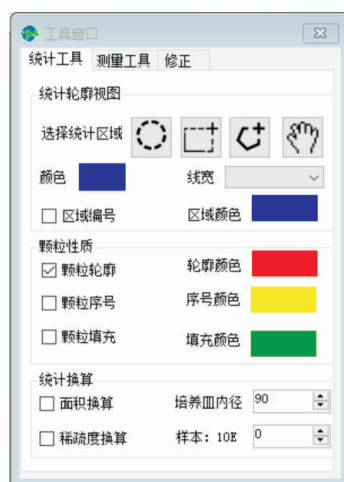 工具窗口
统计工具 测量工具 修正
统计轮廓视图
选择统计区域
颜色 线宽
区域编号 区域颜色
颗粒性质
颗粒轮廓 轮廓颜色
颗粒序号 序号颜色
颗粒填充 填充颜色
统计换算
面积换算 培养皿内径 90
稀疏度换算 样本：10E 0